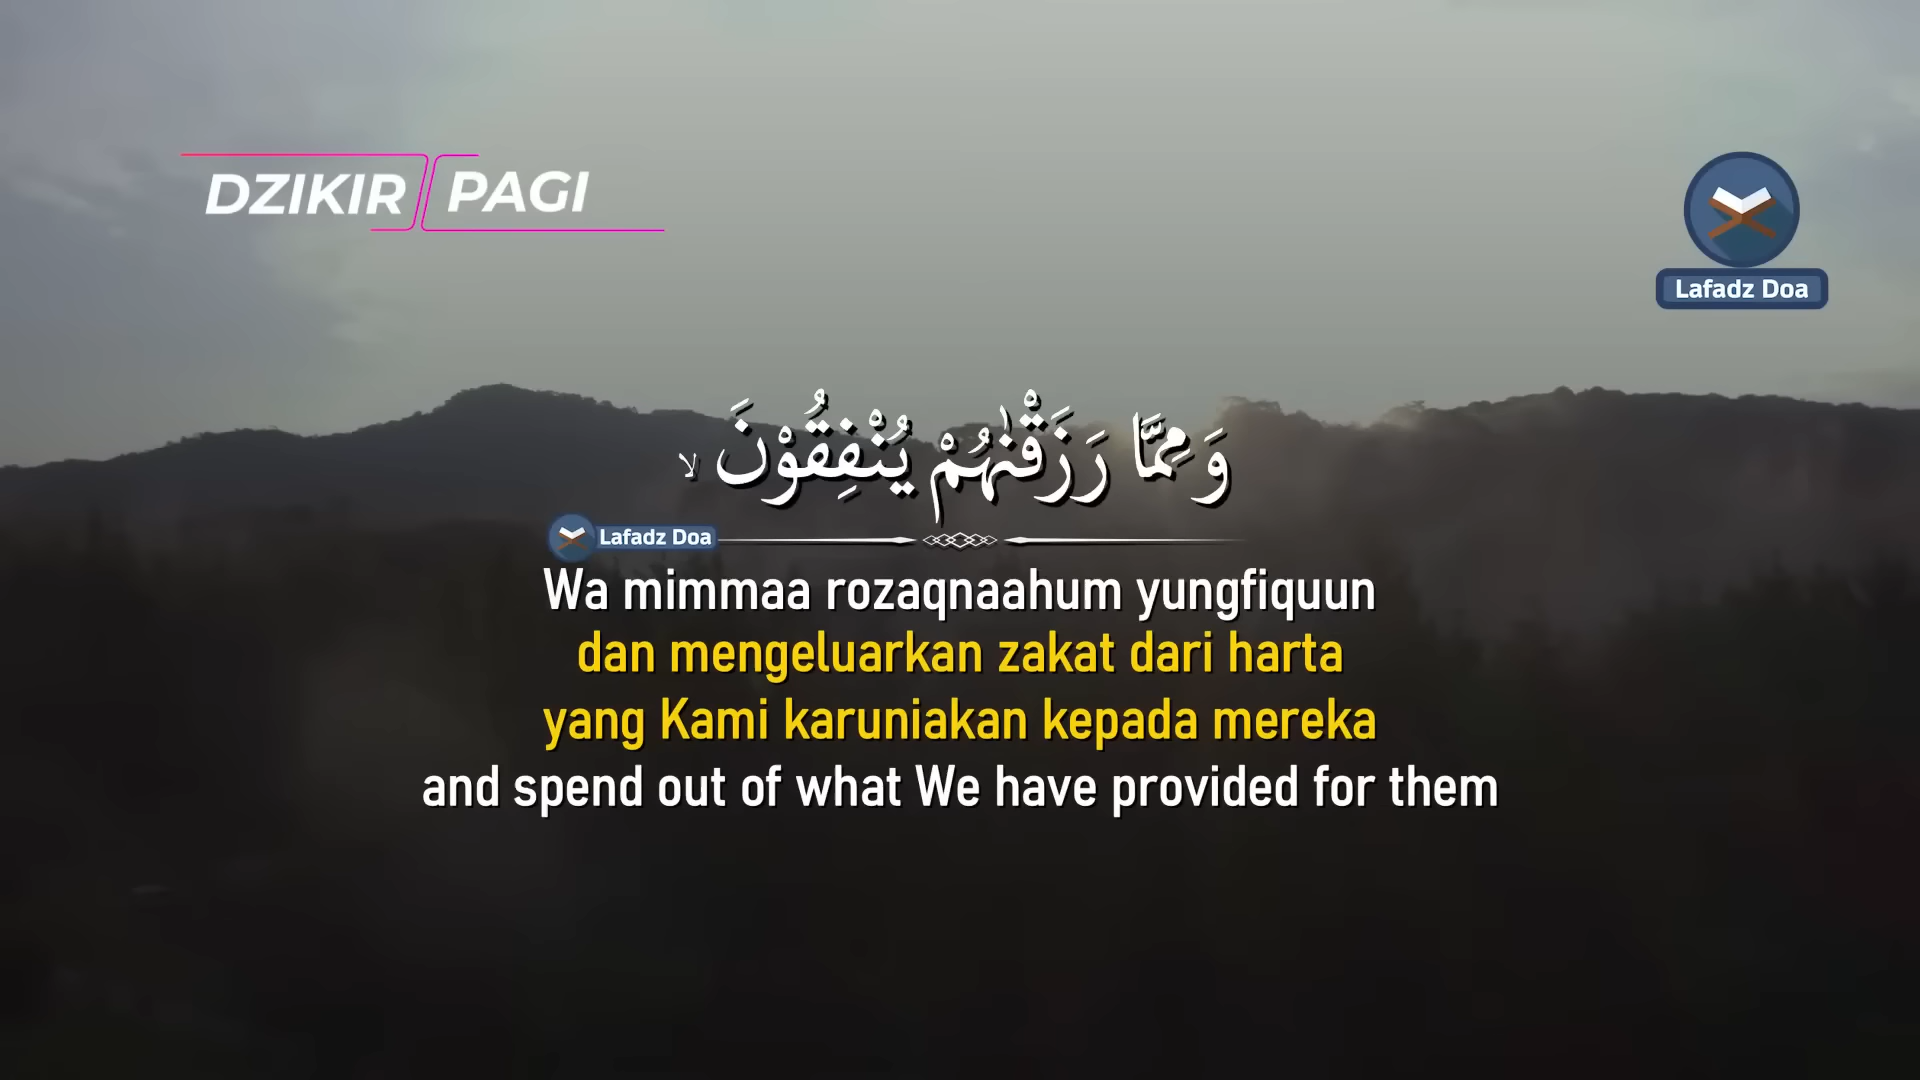 DZIKIR PAGI
Lafadz Doa
وَمِمَّا رَزَقْنٰهُمْ يُنْفِقُوْنَ ۙ
Lafadz Doa
Wa mimmaa rozaqnaahum yungfiquun
dan mengeluarkan zakat dari harta
yang Kami karuniakan kepada mereka
and spend out of what We have provided for them